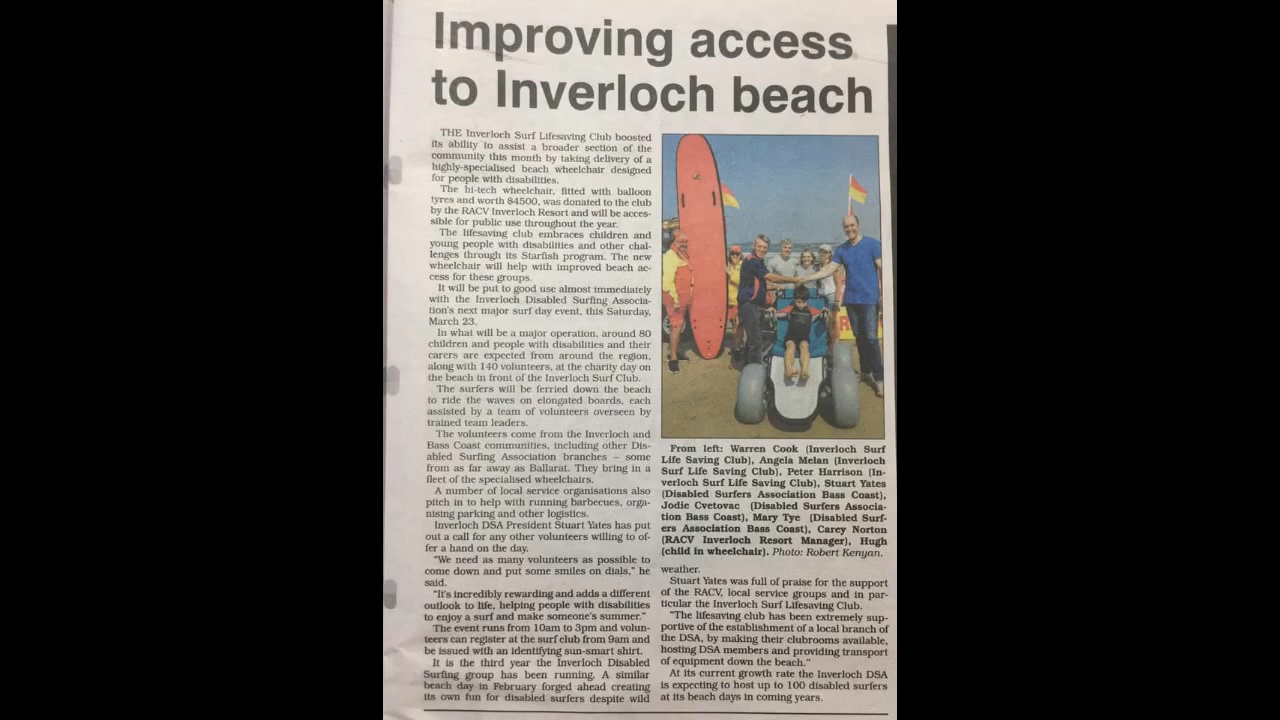 Improving access
to Inverloch beach
THE Inverloch Surf Lifesaving Club boosted
its ability to assist a broader section of the
community this month by taking delivery of a
highly-specialised beach wheelchair designed
for people with disabilities.
The hi-tech wheelchair, fitted with balloon
tyres and worth $4500, was donated to the club
by the RACV Inverloch Resort and will be acces-
sible for public use throughout the year.
The lifesaving club embraces children and
young people with disabilities and other chal-
lenges through its Starfish program. The new
wheelchair will help with improved beach ac-
cess for these groups.
It will be put to good use almost immediately
with the Inverloch Disabled Surfing Associa-
tion's next major surf day event, this Saturday,
March 23.
In what will be a major operation, around 80
children and people with disabilities and their
carers are expected from around the region,
along with 140 volunteers, at the charity day on
the beach in front of the Inverloch Surf Club.
The surfers will be ferried down the beach
to ride the waves on elongated boards, each
assisted by a team of volunteers overseen by
trained team leaders.
The volunteers come from the Inverloch and
Bass Coast communities, including other Dis-
abled Surfing Association branches – some
from as far away as Ballarat. They bring in a
fleet of the specialised wheelchairs.
A number of local service organisations also
pitch in to help with running barbecues, orga-
nising parking and other logistics.
Inverloch DSA President Stuart Yates has put
out a call for any other volunteers willing to of-
fer a hand on the day.
"We need as many volunteers as possible to
come down and put some smiles on dials," he
said.
"It's incredibly rewarding and adds a different
outlook to life, helping people with disabilities
to enjoy a surf and make someone's summer."
The event runs from 10am to 3pm and volun-
teers can register at the surf club from 9am and
be issued with an identifying sun-smart shirt.
It is the third year the Inverloch Disabled
Surfing group has been running. A similar
beach day in February forged ahead creating
its own fun for disabled surfers despite wild
From left: Warren Cook (Inverloch Surf
Life Saving Club), Angela Melan (Inverloch
Surf Life Saving Club), Peter Harrison (In-
verloch Surf Life Saving Club), Stuart Yates
(Disabled Surfers Association Bass Coast),
Jodie Cvetovac (Disabled Surfers Associa-
tion Bass Coast), Mary Tye (Disabled Surf-
ers Association Bass Coast), Carey Norton
(RACV Inverloch Resort Manager), Hugh
(child in wheelchair). Photo: Robert Kenyan.
weather.
Stuart Yates was full of praise for the support
of the RACV, local service groups and in par-
ticular the Inverloch Surf Lifesaving Club.
"The lifesaving club has been extremely sup-
portive of the establishment of a local branch of
the DSA, by making their clubrooms available,
hosting DSA members and providing transport
of equipment down the beach."
At its current growth rate the Inverloch DSA
is expecting to host up to 100 disabled surfers
at its beach days in coming years.